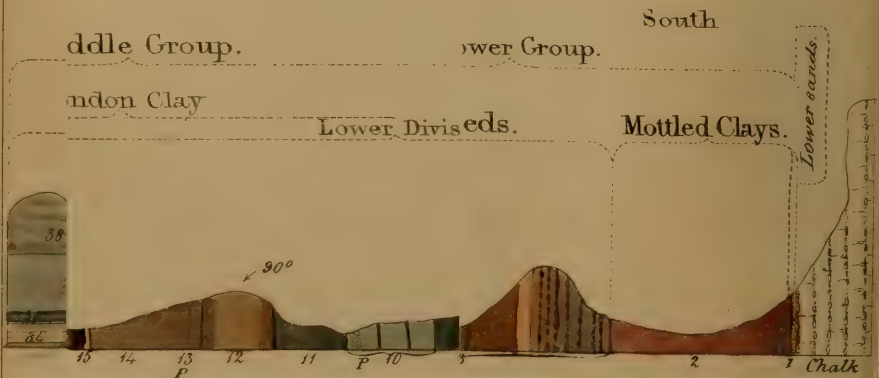 South
ddle Group.
wer Group.
ndon Clay
Lower Divis eds.
Mottled Clays.
Lower sands.
38
90°
36
15 14 13 12 11 P 10 2 1 Chalk
P